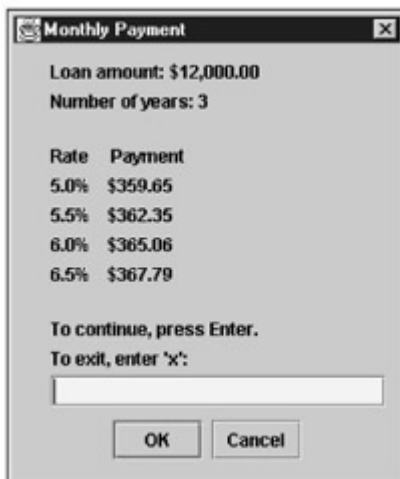 Monthly Payment
Loan amount: $12,000.00
Number of years: 3
Rate Payment
5.0% $359.65
5.5% $362.35
6.0% $365.06
6.5% $367.79
To continue, press Enter.
To exit, enter 'x':
OK Cancel